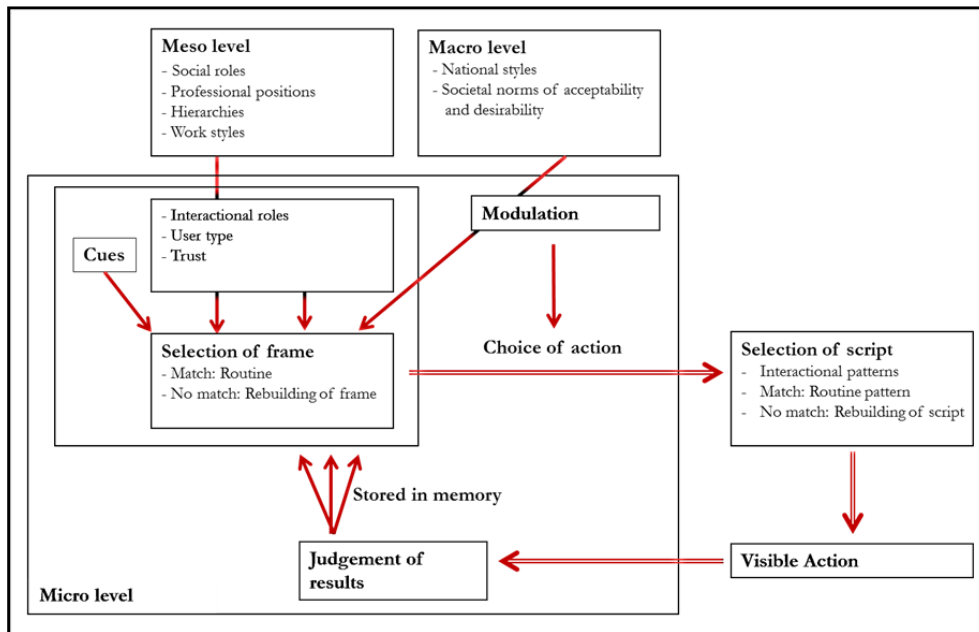 Meso level
- Social roles
- Professional positions
- Hierarchies
- Work styles
Macro level
- National styles
- Societal norms of acceptability
and desirability
- Interactional roles
- User type
- Trust
Modulation
Cues
Selection of frame
- Match: Routine
- No match: Rebuilding of frame
Choice of action
Selection of script
- Interactional patterns
- Match: Routine pattern
- No match: Rebuilding of script
Stored in memory
Judgement of
results
Visible Action
Micro level